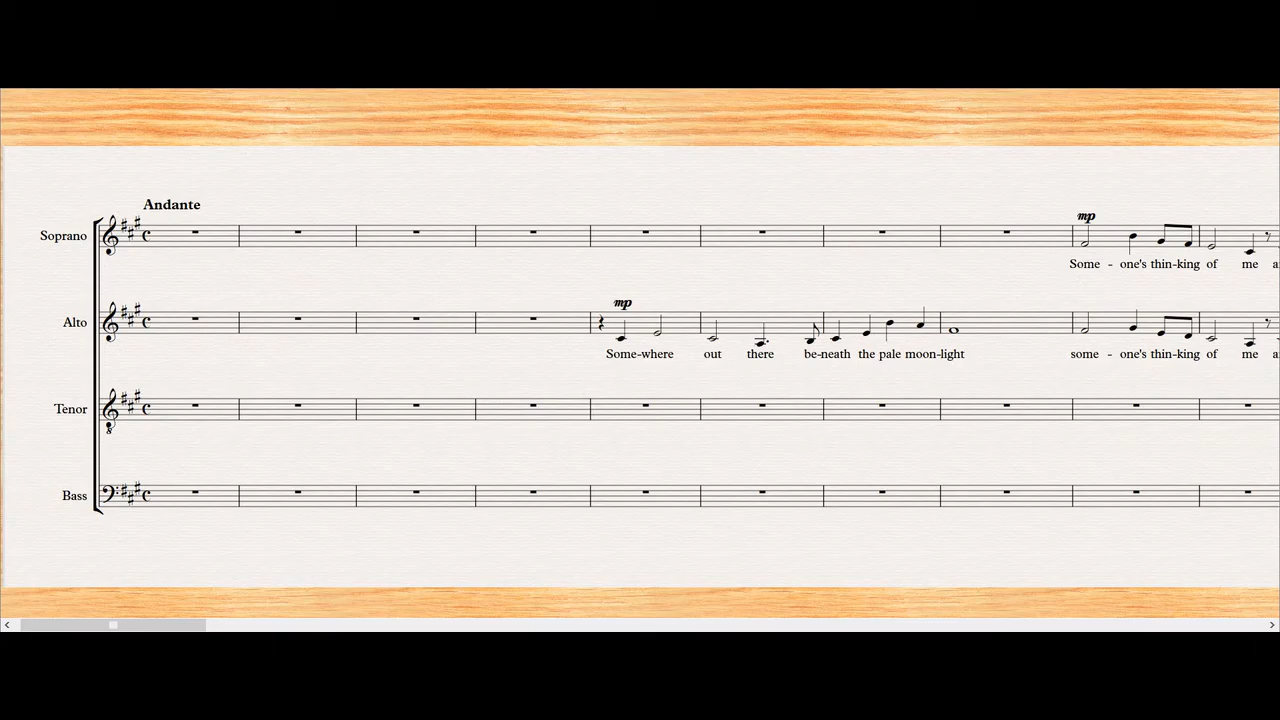 Andante
mp
Soprano
Some - one's thin-king of me a
mp
Alto
Some-where out there be-neath the pale moon-light some - one's thin-king of me a
Tenor
8
Bass